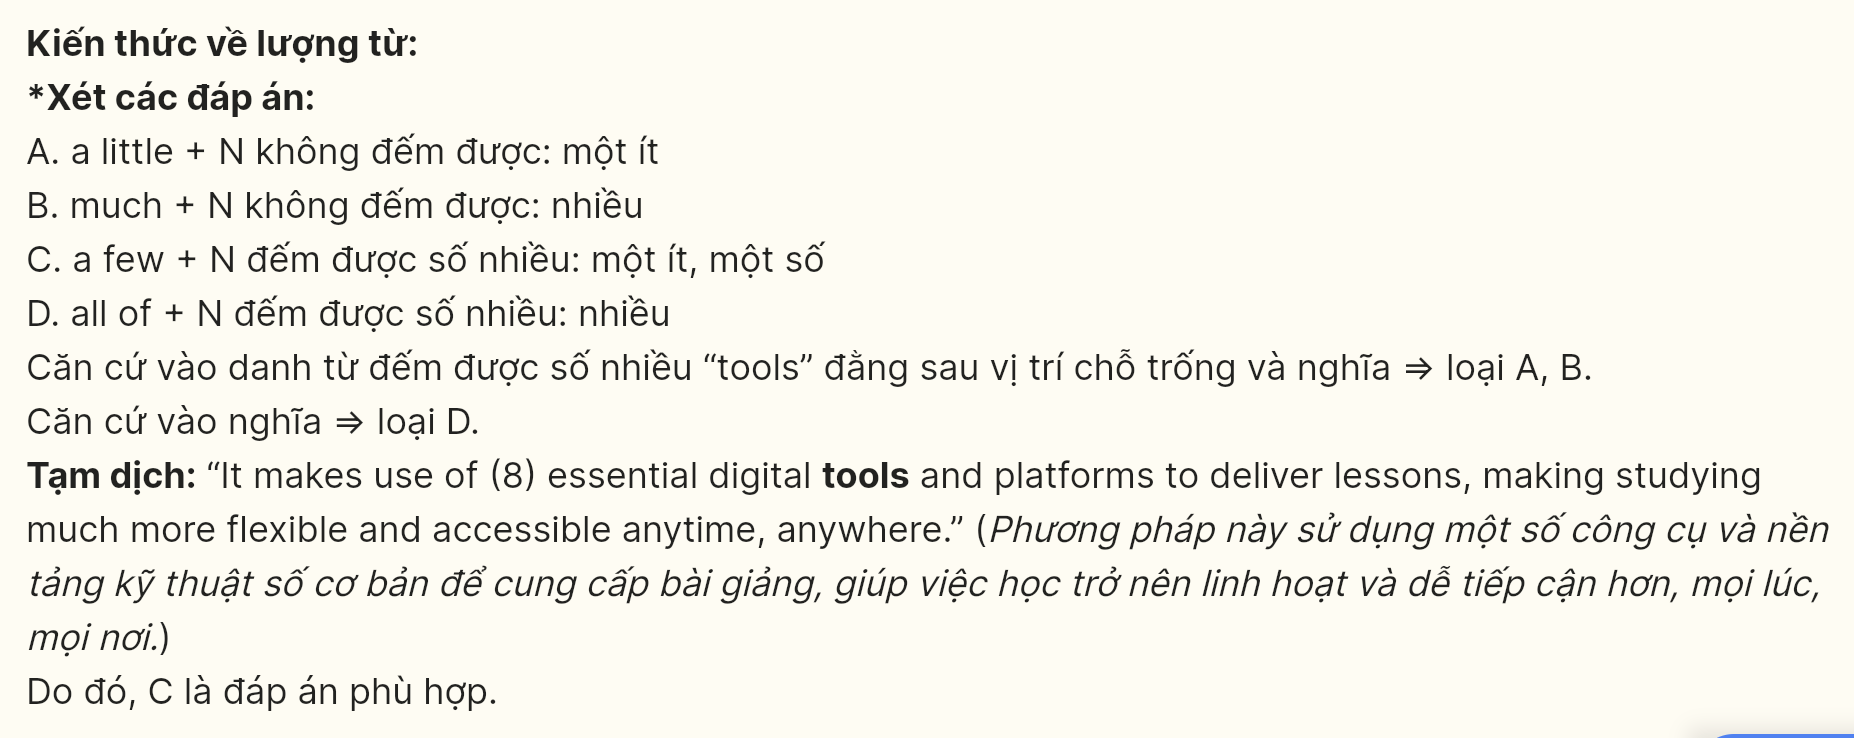 Kiến thức về lượng từ:
*Xét các đáp án:
A. a little + N không đếm được: một ít
B. much + N không đếm được: nhiều
C. a few + N đếm được số nhiều: một ít, một số
D. all of + N đếm được số nhiều: nhiều
Căn cứ vào danh từ đếm được số nhiều “tools” đằng sau vị trí chỗ trống và nghĩa ⇒ loại A, B.
Căn cứ vào nghĩa ⇒ loại D.
Tạm dịch: “It makes use of (8) essential digital tools and platforms to deliver lessons, making studying
much more flexible and accessible anytime, anywhere.” (Phương pháp này sử dụng một số công cụ và nền
tảng kỹ thuật số cơ bản để cung cấp bài giảng, giúp việc học trở nên linh hoạt và dễ tiếp cận hơn, mọi lúc,
mọi nơi.)
Do đó, C là đáp án phù hợp.